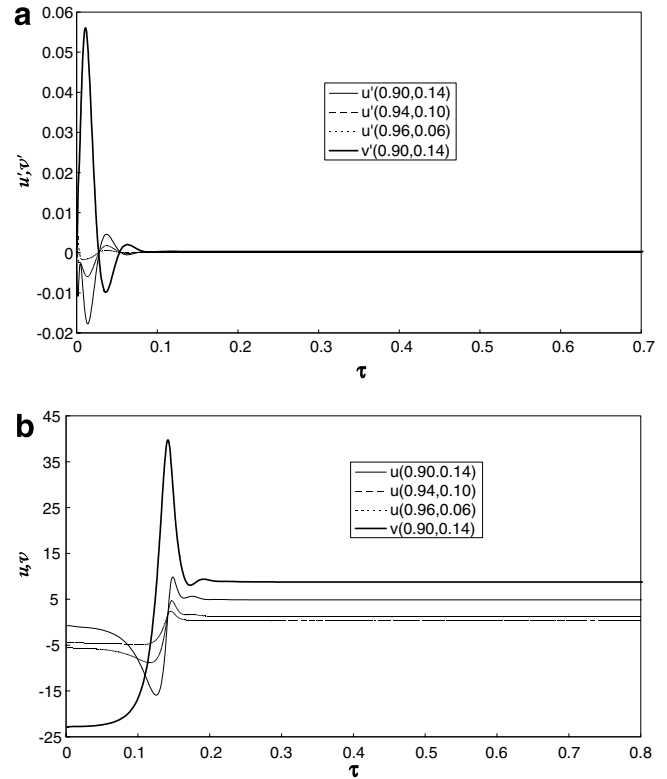 a
0.06
0.05
0.04
0.03
0.02
0.01
0
-0.01
-0.02
u',v'
u'(0.90,0.14)
u'(0.94,0.10)
u'(0.96,0.06)
v'(0.90,0.14)
0 0.1 0.2 0.3 0.4 0.5 0.6 0.7
τ
b
45
35
25
15
5
-5
-15
-25
u,v
u(0.90.0.14)
u(0.94,0.10)
u(0.96,0.06)
v(0.90,0.14)
0 0.1 0.2 0.3 0.4 0.5 0.6 0.7 0.8
τ